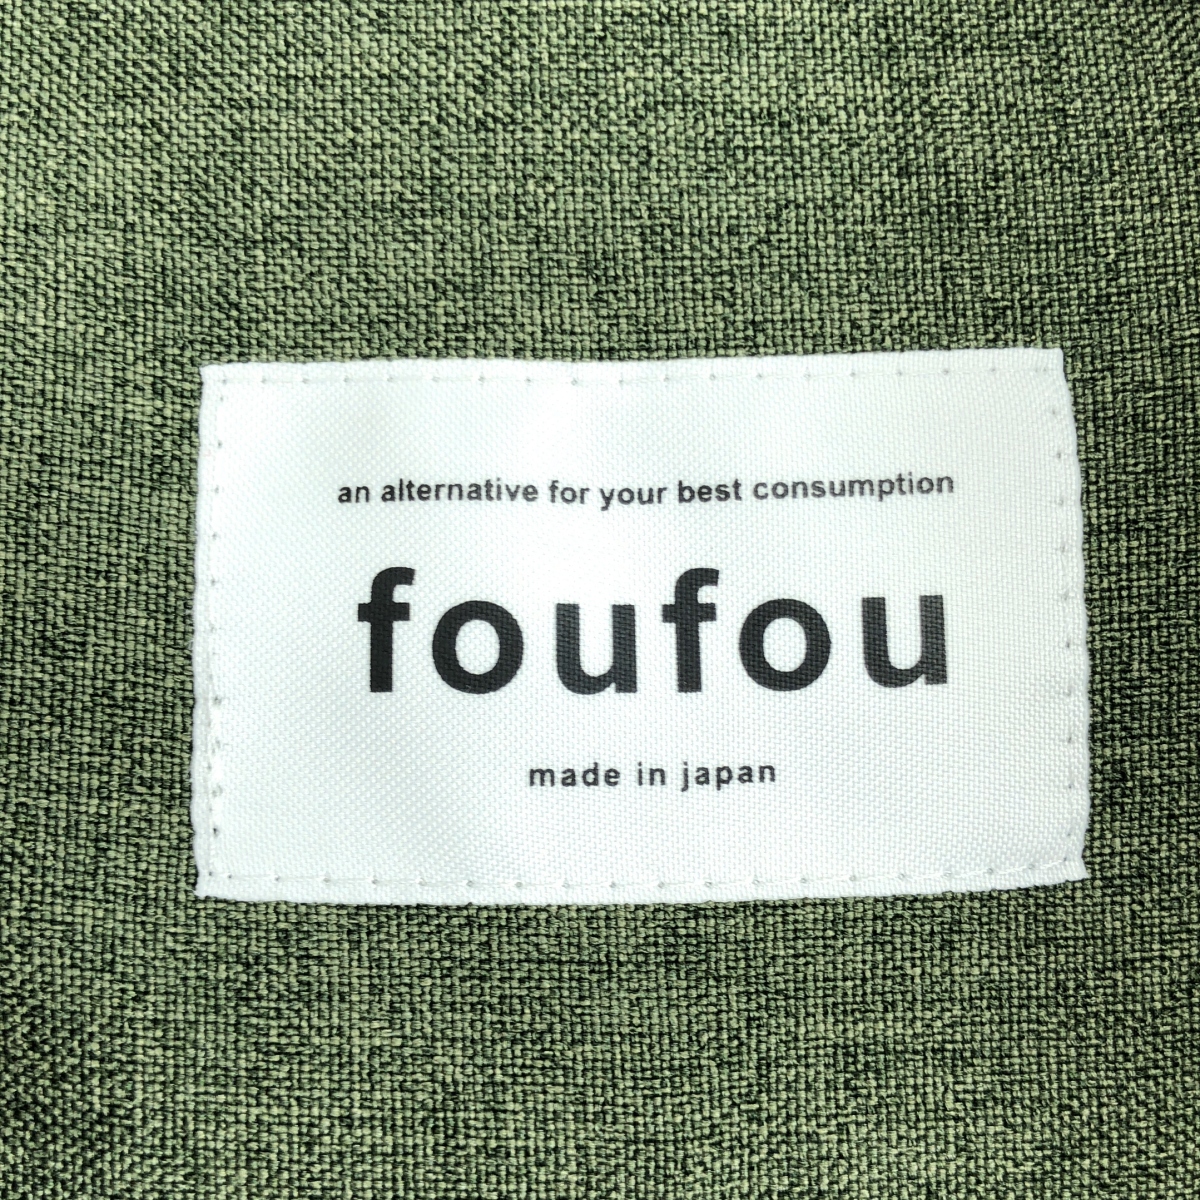 an alternative for your best consumption
foufou
made in japan